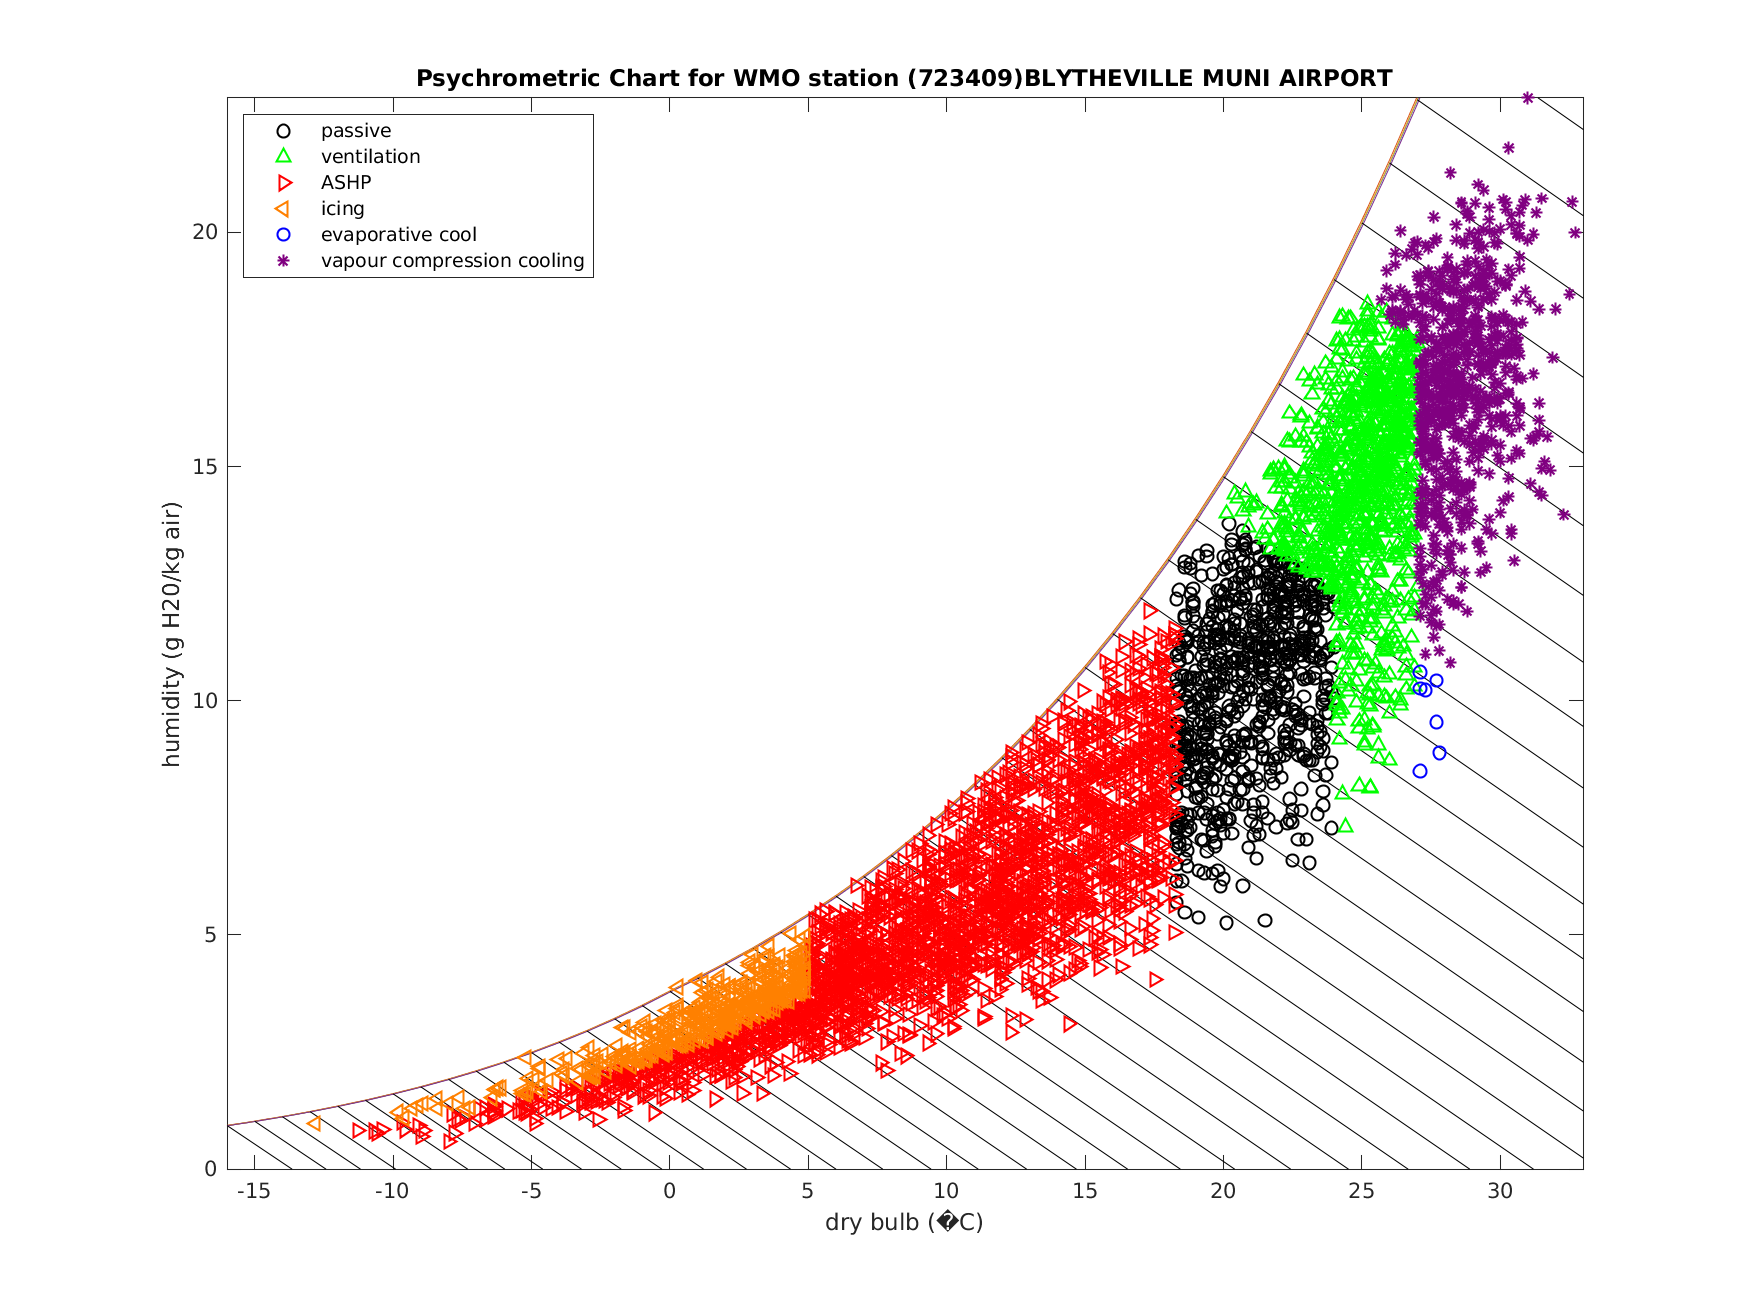 Psychrometric Chart for WMO station (723409)BLYTHEVILLE MUNI AIRPORT
passive
ventilation
ASHP
icing
evaporative cool
vapour compression cooling
humidity (g H20/kg air)
20
15
10
5
0
-15 -10 -5 0 5 10 15 20 25 30
dry bulb (�C)